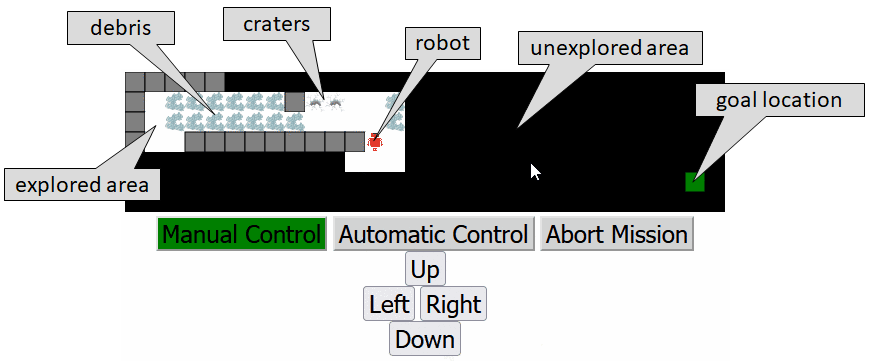 debris
craters
robot
unexplored area
goal location
explored area
Manual Control
Automatic Control
Abort Mission
Up
Left
Right
Down